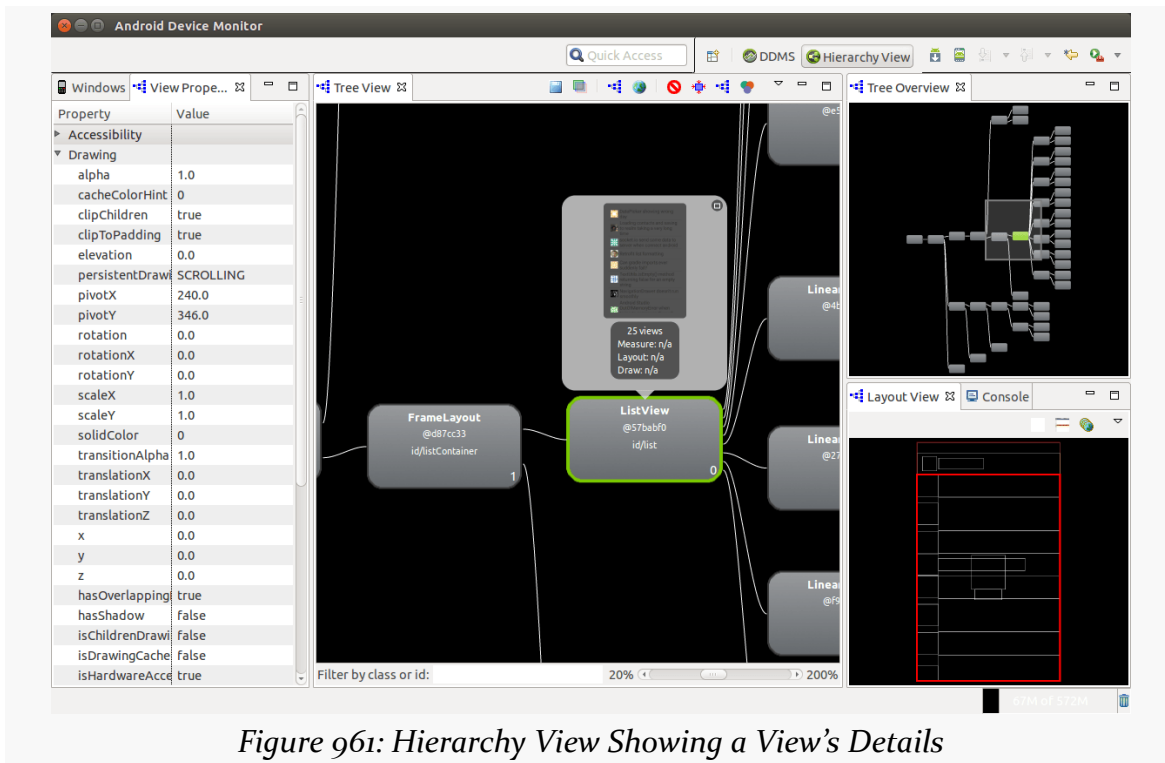 Android Device Monitor
Quick Access
DDMS
Hierarchy View
Windows
View Prope...
Property Value
Accessibility
Drawing
alpha 1.0
cacheColorHint 0
clipChildren true
clipToPadding true
elevation 0.0
persistentDrawi SCROLLING
pivotX 240.0
pivotY 346.0
rotation 0.0
rotationX 0.0
rotationY 0.0
scaleX 1.0
scaleY 1.0
solidColor 0
transitionAlpha 1.0
translationX 0.0
translationY 0.0
translationZ 0.0
x 0.0
y 0.0
z 0.0
hasOverlapping true
hasShadow false
isChildrenDrawi false
isDrawingCache false
isHardwareAcce true
Tree View
@e5
25 views
Measure: n/a
Layout: n/a
Draw: n/a
FrameLayout
@d87cc33
id/listContainer
1
ListView
@57babf0
id/list
0
Linear
@4b
Linea
@27
Linea
@f9
Filter by class or id:
20%
200%
Tree Overview
Layout View
Console
67M of 572M
Figure 961: Hierarchy View Showing a View's Details